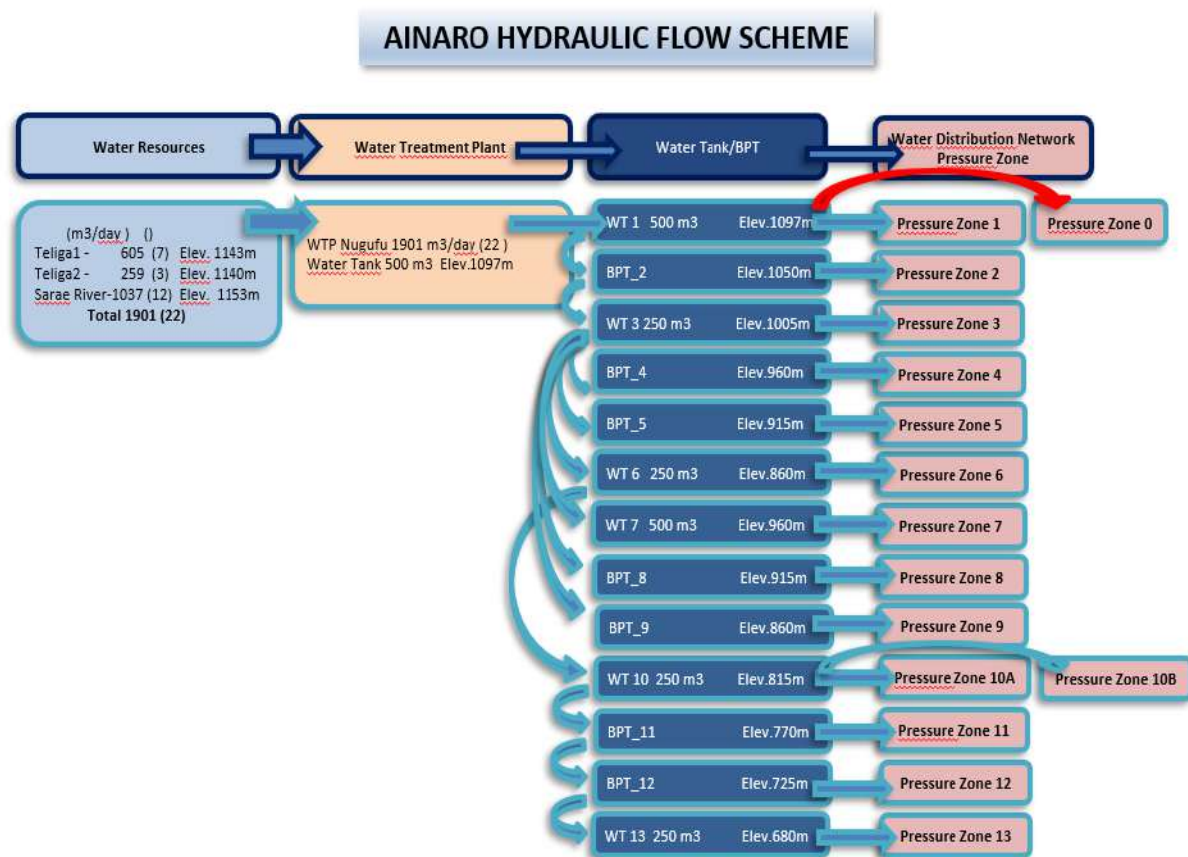 AINARO HYDRAULIC FLOW SCHEME
Water Resources
Water Treatment Plant
Water Tank/BPT
Water Distribution Network
Pressure Zone
(m3/day ) ()
Teliga1 - 605 (7) Elev. 1143m
Teliga2 - 259 (3) Elev. 1140m
Sarae River-1037 (12) Elev. 1153m
Total 1901 (22)
WTP Nugufu 1901 m3/day (22 )
Water Tank 500 m3 Elev.1097m
WT 1 500 m3 Elev.1097m
Pressure Zone 1
Pressure Zone 0
BPT_2 Elev.1050m
Pressure Zone 2
WT 3 250 m3 Elev.1005m
Pressure Zone 3
BPT_4 Elev.960m
Pressure Zone 4
BPT_5 Elev.915m
Pressure Zone 5
WT 6 250 m3 Elev.860m
Pressure Zone 6
WT 7 500 m3 Elev.960m
Pressure Zone 7
BPT_8 Elev.915m
Pressure Zone 8
BPT_9 Elev.860m
Pressure Zone 9
WT 10 250 m3 Elev.815m
Pressure Zone 10A
Pressure Zone 10B
BPT_11 Elev.770m
Pressure Zone 11
BPT_12 Elev.725m
Pressure Zone 12
WT 13 250 m3 Elev.680m
Pressure Zone 13